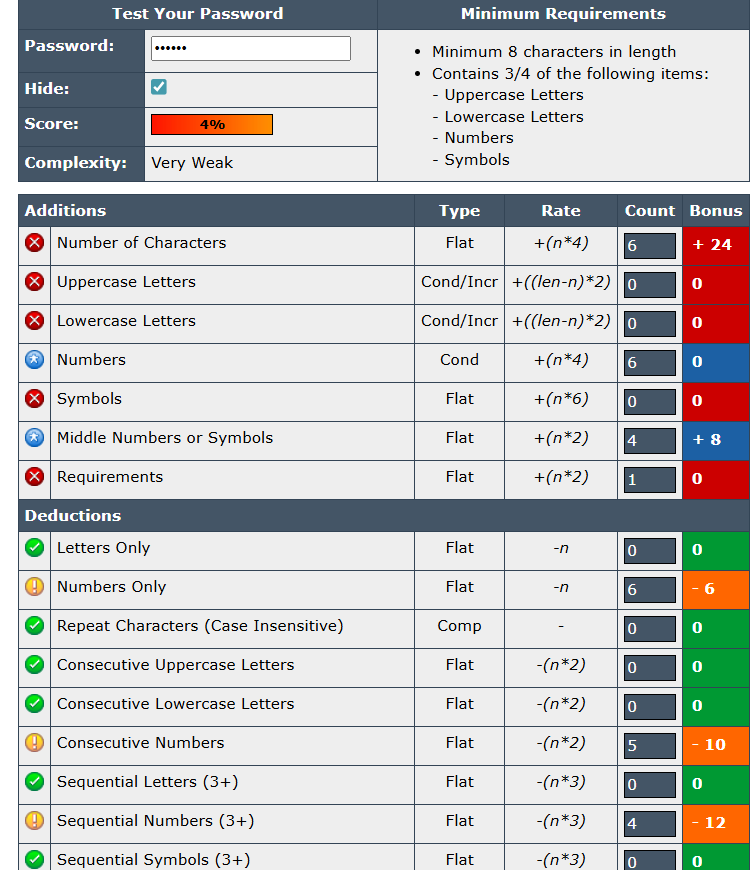 Test Your Password Minimum Requirements
Password: ••••••
Hide:
Score: 4%
Complexity: Very Weak
• Minimum 8 characters in length
• Contains 3/4 of the following items:
- Uppercase Letters
- Lowercase Letters
- Numbers
- Symbols
Additions Type Rate Count Bonus
Number of Characters Flat +(n*4) 6 + 24
Uppercase Letters Cond/Incr +((len-n)*2) 0 0
Lowercase Letters Cond/Incr +((len-n)*2) 0 0
Numbers Cond +(n*4) 6 0
Symbols Flat +(n*6) 0 0
Middle Numbers or Symbols Flat +(n*2) 4 + 8
Requirements Flat +(n*2) 1 0
Deductions
Letters Only Flat -n 0 0
Numbers Only Flat -n 6 - 6
Repeat Characters (Case Insensitive) Comp - 0 0
Consecutive Uppercase Letters Flat -(n*2) 0 0
Consecutive Lowercase Letters Flat -(n*2) 0 0
Consecutive Numbers Flat -(n*2) 5 - 10
Sequential Letters (3+) Flat -(n*3) 0 0
Sequential Numbers (3+) Flat -(n*3) 4 - 12
Sequential Symbols (3+) Flat -(n*3) 0 0